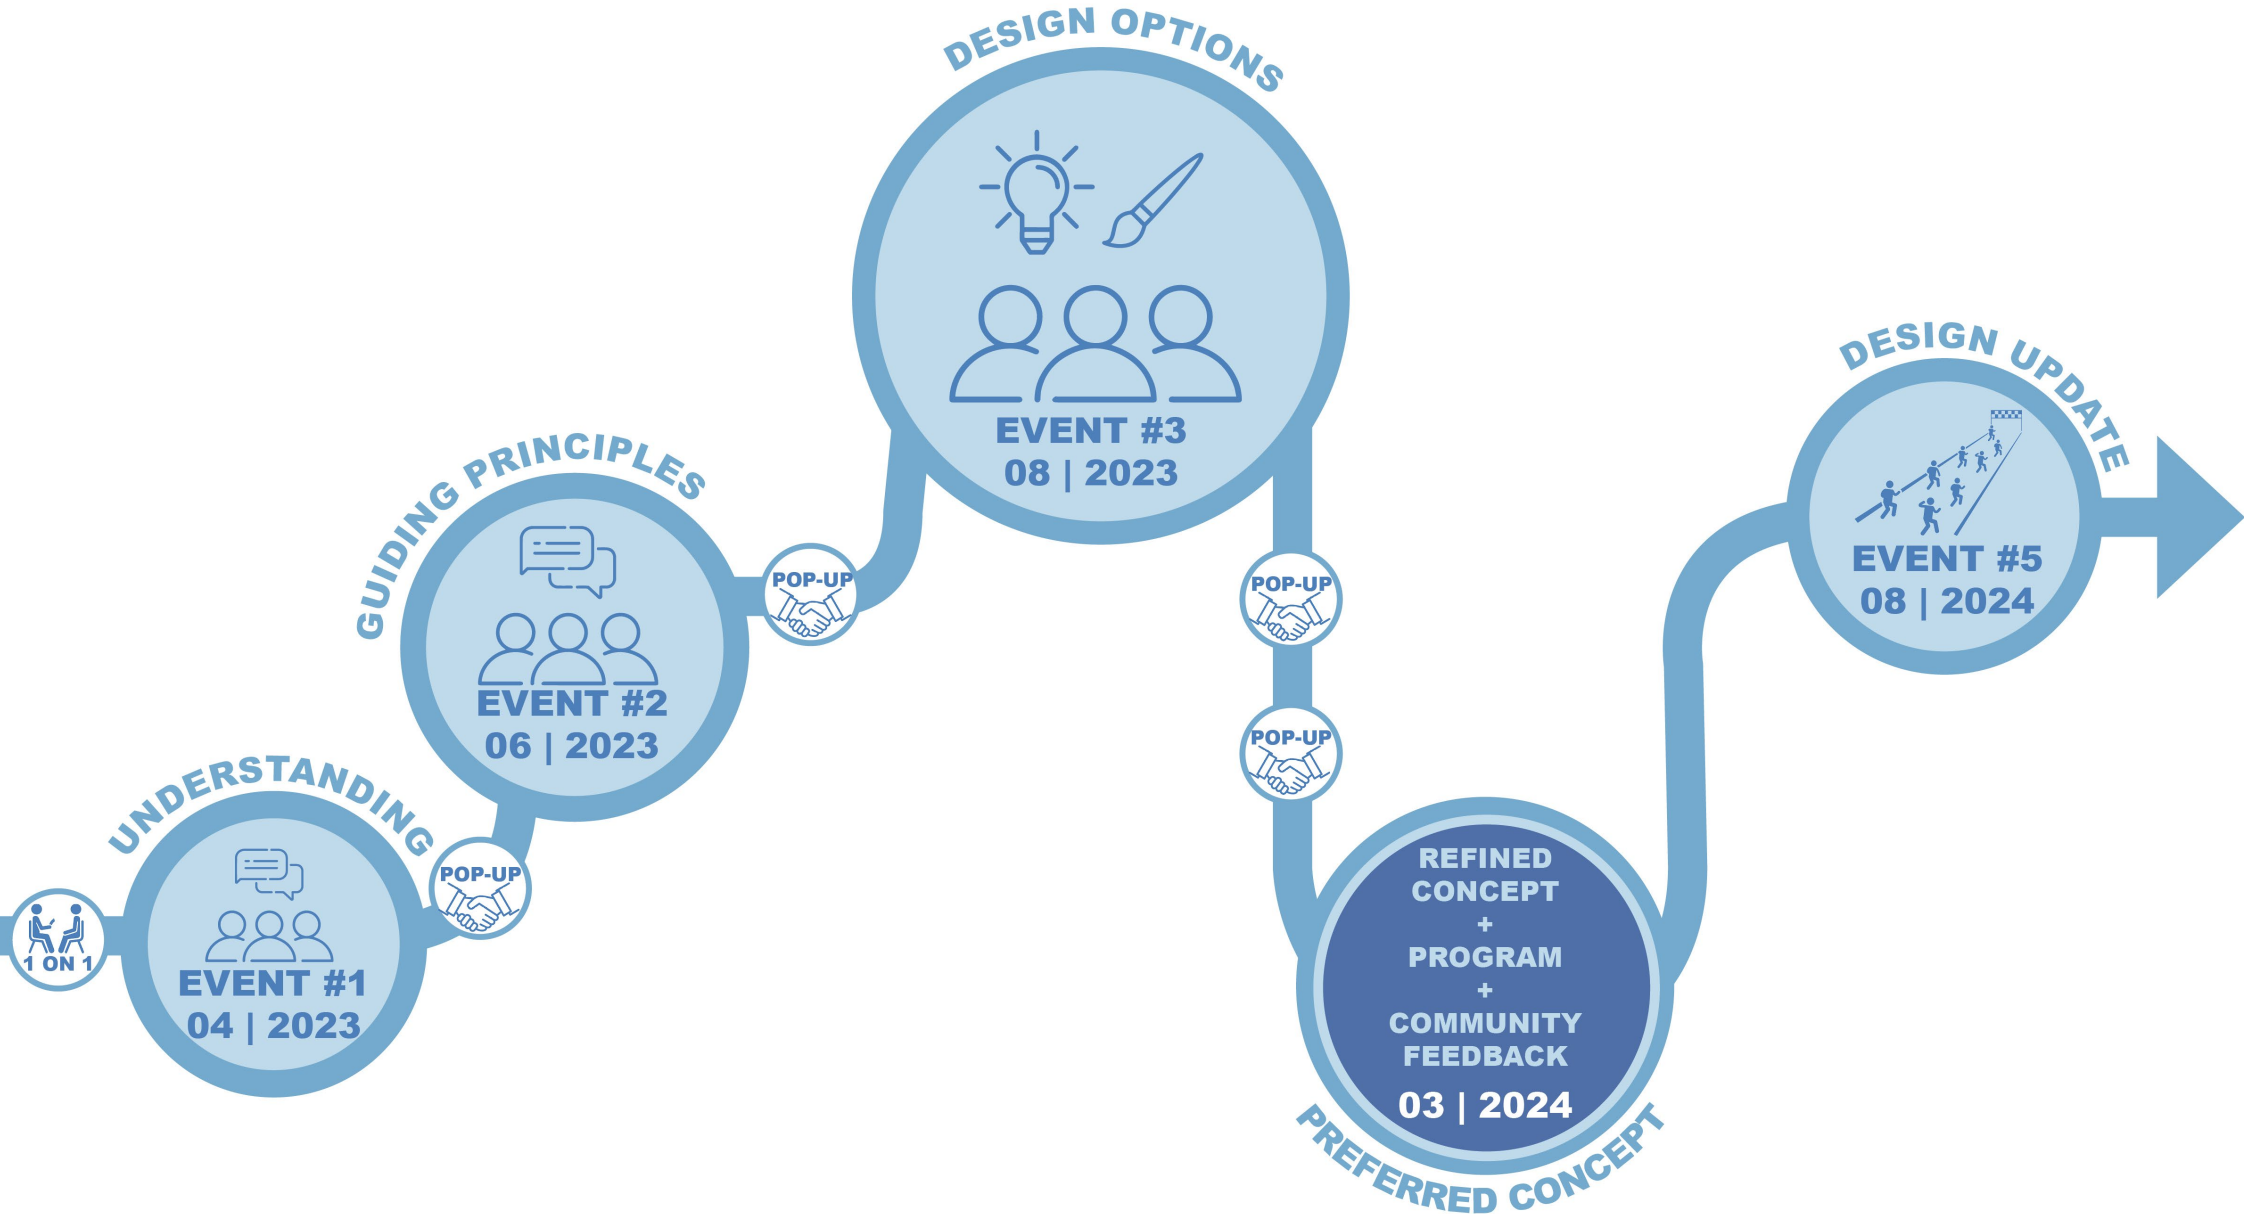 1 ON 1
UNDERSTANDING
EVENT #1
04 | 2023
POP-UP
GUIDING PRINCIPLES
EVENT #2
06 | 2023
POP-UP
DESIGN OPTIONS
EVENT #3
08 | 2023
POP-UP
POP-UP
REFINED
CONCEPT
+
PROGRAM
+
COMMUNITY
FEEDBACK
03 | 2024
PREFERRED CONCEPT
DESIGN UPDATE
EVENT #5
08 | 2024